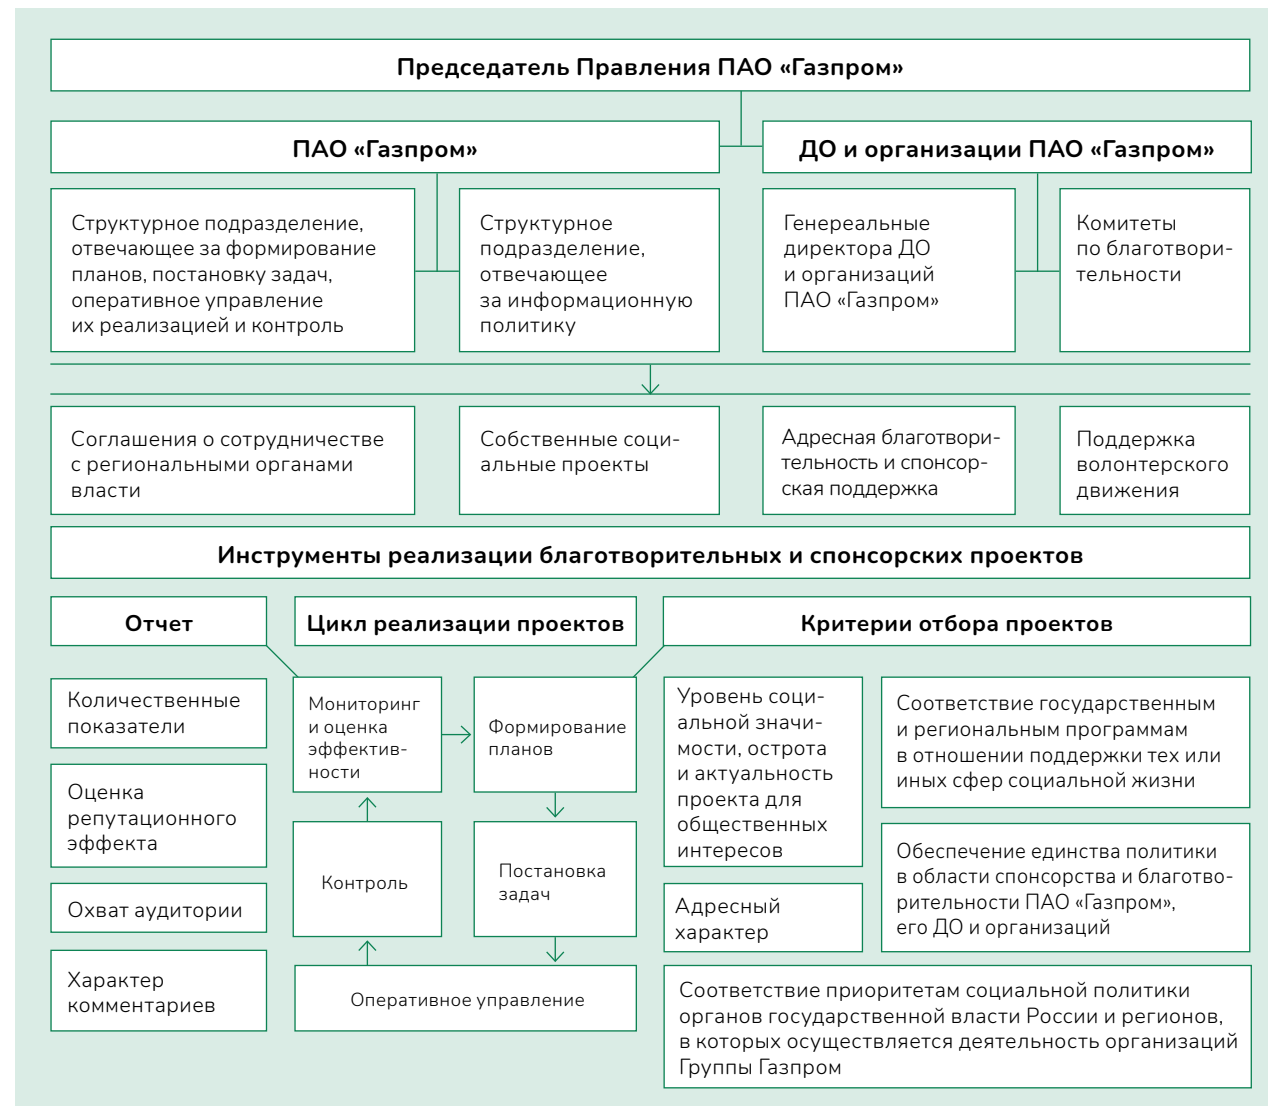 Председатель Правления ПАО «Газпром»
ПАО «Газпром»
ДО и организации ПАО «Газпром»
Структурное подразделение,
отвечающее за формирование
планов, постановку задач,
оперативное управление
их реализацией и контроль
Структурное
подразделение,
отвечающее
за информационную
политику
Генереальные
директора ДО
и организаций
ПАО «Газпром»
Комитеты
по благотвори-
тельности
Соглашения о сотрудничестве
с региональными органами
власти
Собственные соци-
альные проекты
Адресная благотвори-
тельность и спонсор-
ская поддержка
Поддержка
волонтерского
движения
Инструменты реализации благотворительных и спонсорских проектов
Отчет
Количественные
показатели
Оценка
репутационного
эффекта
Охват аудитории
Характер
комментариев
Цикл реализации проектов
Мониторинг
и оценка
эффектив-
ности
Формирование
планов
Контроль
Постановка
задач
Оперативное управление
Критерии отбора проектов
Уровень соци-
альной значи-
мости, острота
и актуальность
проекта для
общественных
интересов
Адресный
характер
Соответствие государственным
и региональным программам
в отношении поддержки тех или
иных сфер социальной жизни
Обеспечение единства политики
в области спонсорства и благотво-
рительности ПАО «Газпром»,
его ДО и организаций
Соответствие приоритетам социальной политики
органов государственной власти России и регионов,
в которых осуществляется деятельность организаций
Группы Газпром